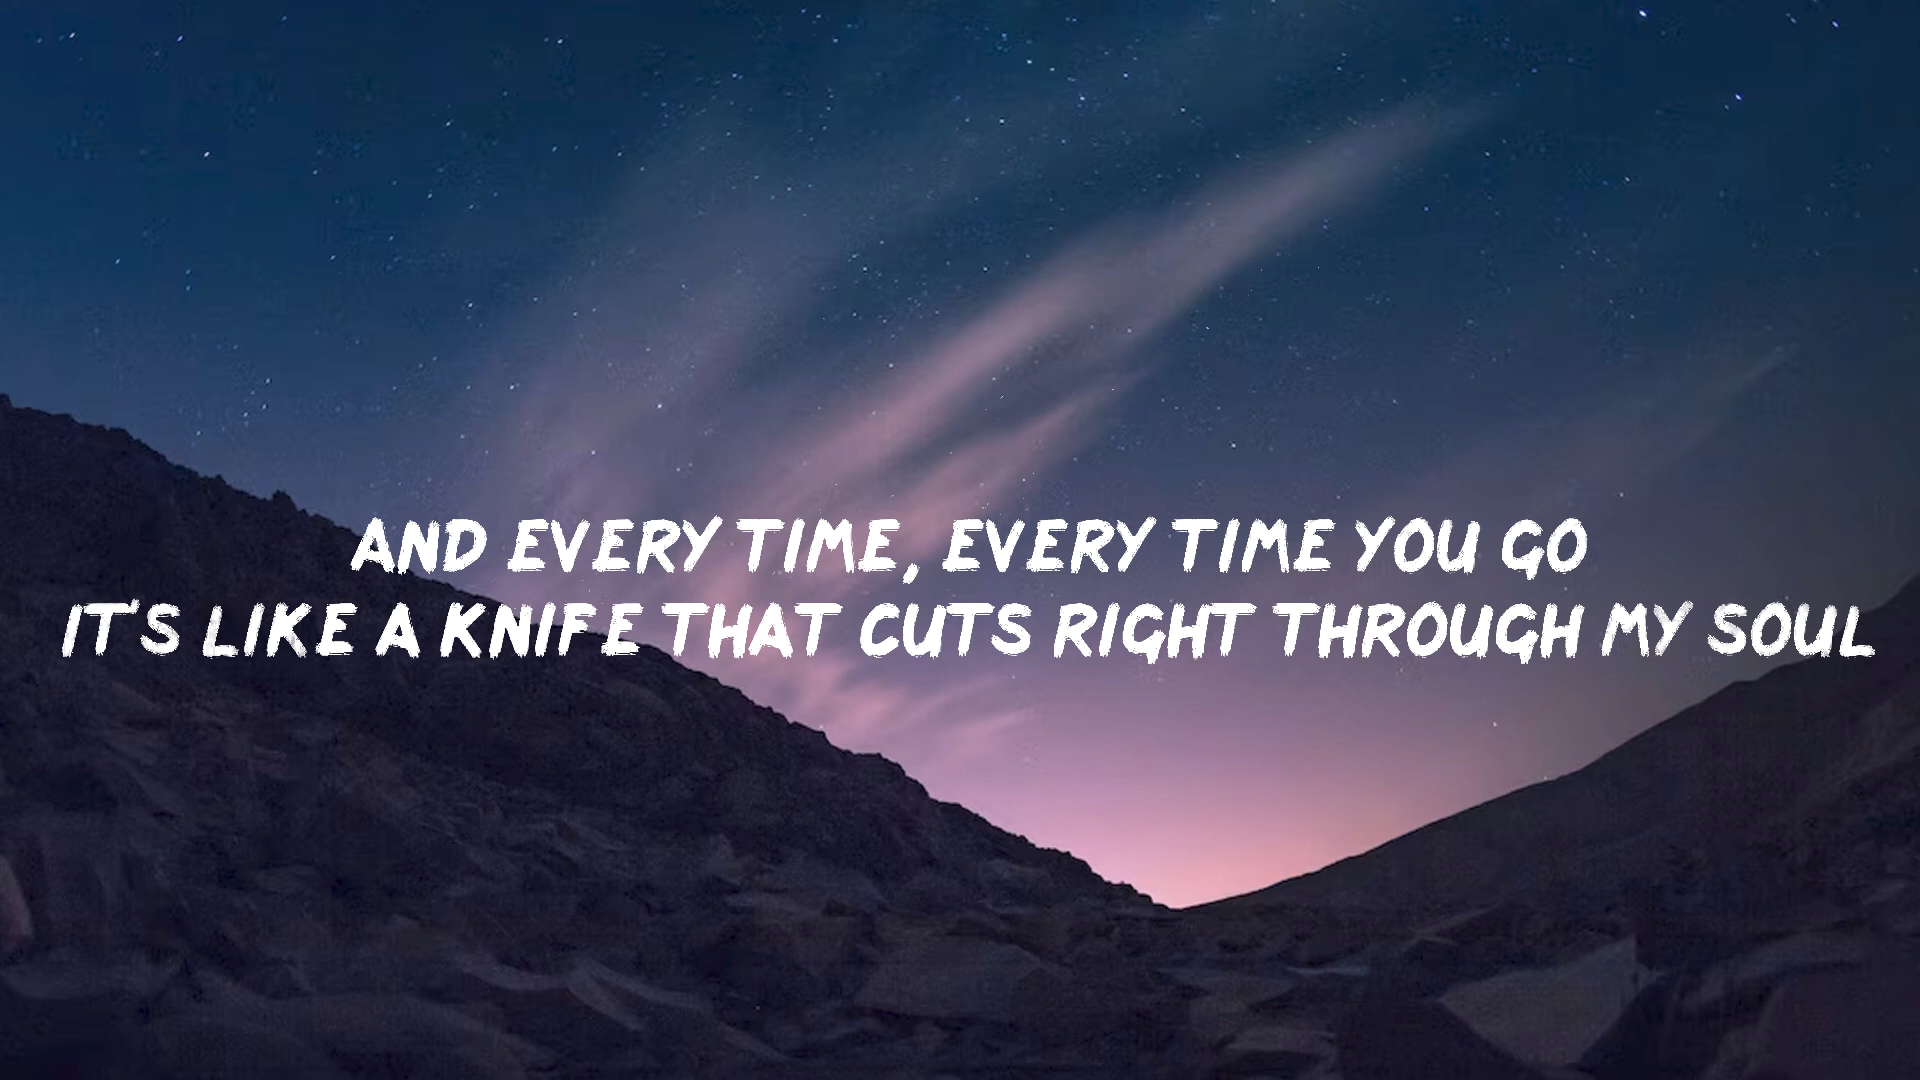 AND EVERY TIME, EVERY TIME YOU GO
IT'S LIKE A KNIFE THAT CUTS RIGHT THROUGH MY SOUL